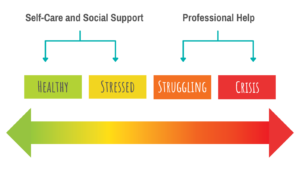 Self-Care and Social Support
Professional Help
HEALTHY
STRESSED
STRUGGLING
CRISIS